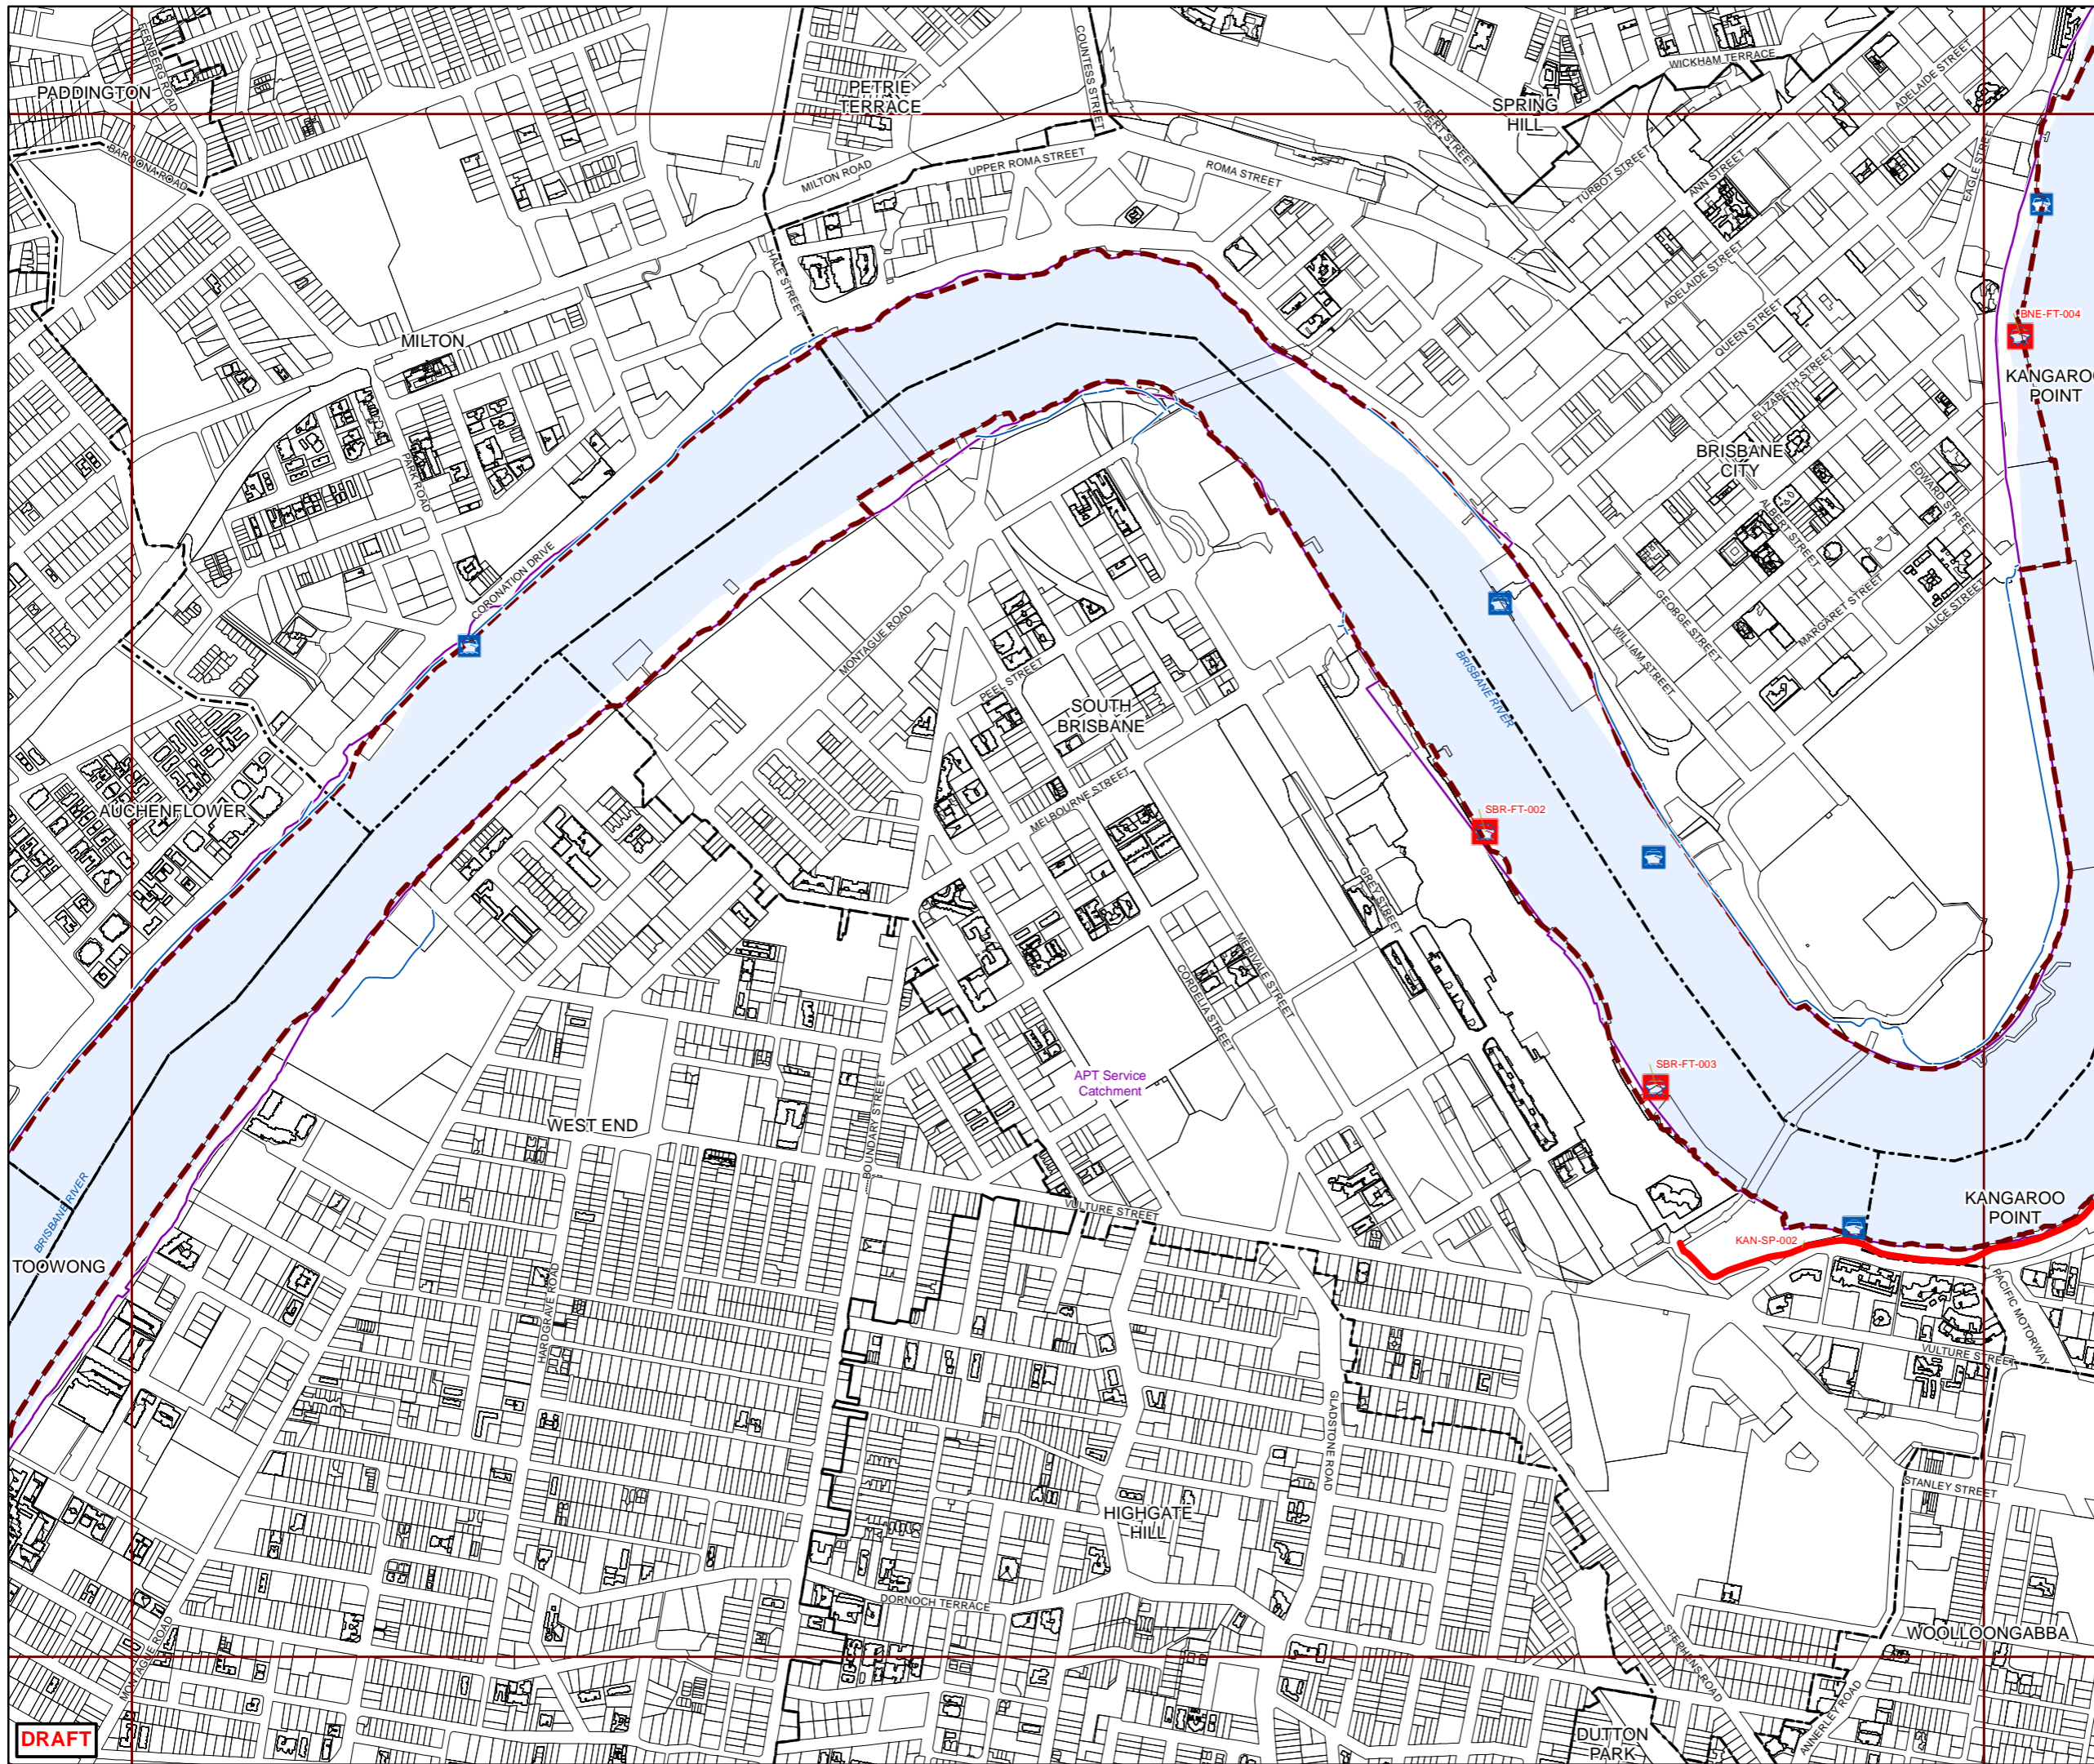 FERNBERG ROAD
PADDINGTON
BAROONA ROAD
PETRIE
TERRACE
COUNTESS STREET
MILTON ROAD
UPPER ROMA STREET
ROMA STREET
ALBERT STREET
SPRING
HILL
WICKHAM TERRACE
ADELAIDE STREET
TURBOT STREET
ANN STREET
EAGLE STREET
HALE STREET
ADELAIDE STREET
QUEEN STREET
ELIZABETH STREET
BNE-FT-004
KANGAROO
POINT
MILTON
PARK ROAD
CORONATION DRIVE
BRISBANE
CITY
EDWARD STREET
ALBERT STREET
MARGARET STREET
ALICE STREET
GEORGE STREET
WILLIAM STREET
BRISBANE RIVER
MONTAGUE ROAD
PEEL STREET
SOUTH
BRISBANE
MELBOURNE STREET
AUCHENFLOWER
SBR-FT-002
GREY STREET
MERIVALE STREET
CORDELIA STREET
APT Service
Catchment
SBR-FT-003
WEST END
BOUNDARY STREET
VULTURE STREET
BRISBANE RIVER
TOOWONG
HARDGRAVE ROAD
KANGAROO
POINT
KAN-SP-002
PACIFIC MOTORWAY
VULTURE STREET
GLADSTONE ROAD
STANLEY STREET
HIGHGATE
HILL
DORNOCH TERRACE
MONTAGUE ROAD
STEPHENS ROAD
WOOLLOONGABBA
ANNERLEY ROAD
DUTTON
PARK
DRAFT